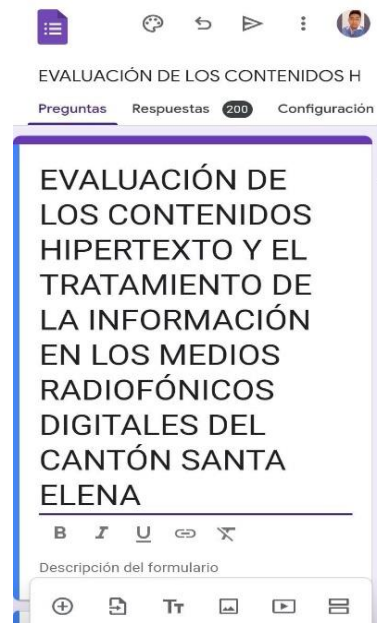 EVALUACIÓN DE LOS CONTENIDOS H
Preguntas Respuestas 200 Configuración
EVALUACIÓN DE
LOS CONTENIDOS
HIPERTEXTO Y EL
TRATAMIENTO DE
LA INFORMACIÓN
EN LOS MEDIOS
RADIOFÓNICOS
DIGITALES DEL
CANTÓN SANTA
ELENA
B I U
Descripción del formulario
Tт